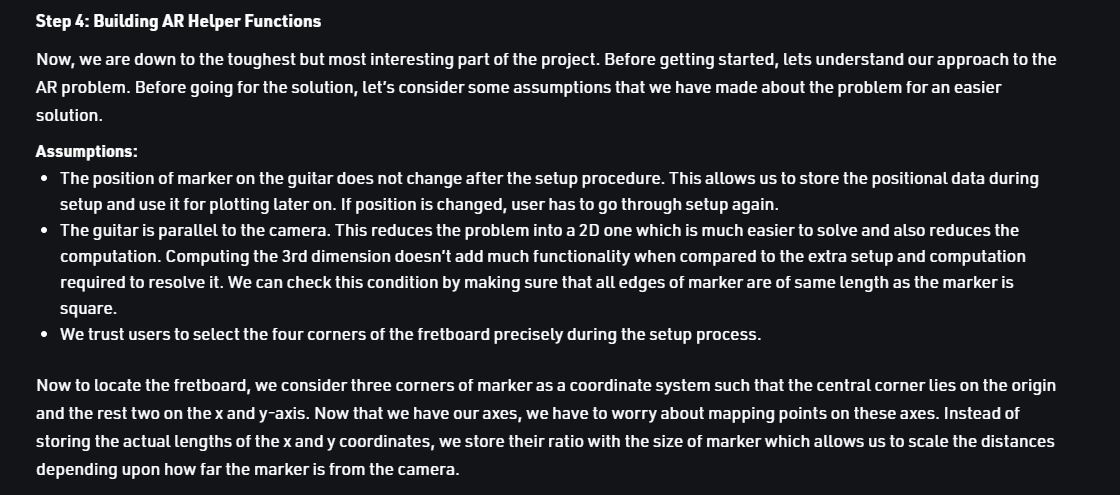 Step 4: Building AR Helper Functions
Now, we are down to the toughest but most interesting part of the project. Before getting started, lets understand our approach to the
AR problem. Before going for the solution, let's consider some assumptions that we have made about the problem for an easier
solution.
Assumptions:
• The position of marker on the guitar does not change after the setup procedure. This allows us to store the positional data during
setup and use it for plotting later on. If position is changed, user has to go through setup again.
• The guitar is parallel to the camera. This reduces the problem into a 2D one which is much easier to solve and also reduces the
computation. Computing the 3rd dimension doesn't add much functionality when compared to the extra setup and computation
required to resolve it. We can check this condition by making sure that all edges of marker are of same length as the marker is
square.
• We trust users to select the four corners of the fretboard precisely during the setup process.
Now to locate the fretboard, we consider three corners of marker as a coordinate system such that the central corner lies on the origin
and the rest two on the x and y-axis. Now that we have our axes, we have to worry about mapping points on these axes. Instead of
storing the actual lengths of the x and y coordinates, we store their ratio with the size of marker which allows us to scale the distances
depending upon how far the marker is from the camera.